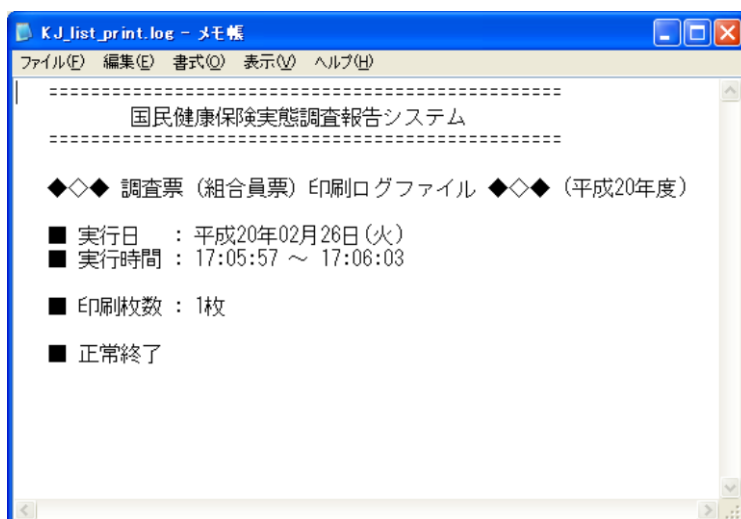 KJ_list_print.log - メモ帳
ファイル(F) 編集(E) 書式(O) 表示(V) ヘルプ(H)
=================================================
国民健康保険実態調査報告システム
=================================================
◆◇◆ 調査票（組合員票）印刷ログファイル ◆◇◆（平成20年度）
■ 実行日 : 平成20年02月26日(火)
■ 実行時間 : 17:05:57 ～ 17:06:03
■ 印刷枚数 : 1枚
■ 正常終了